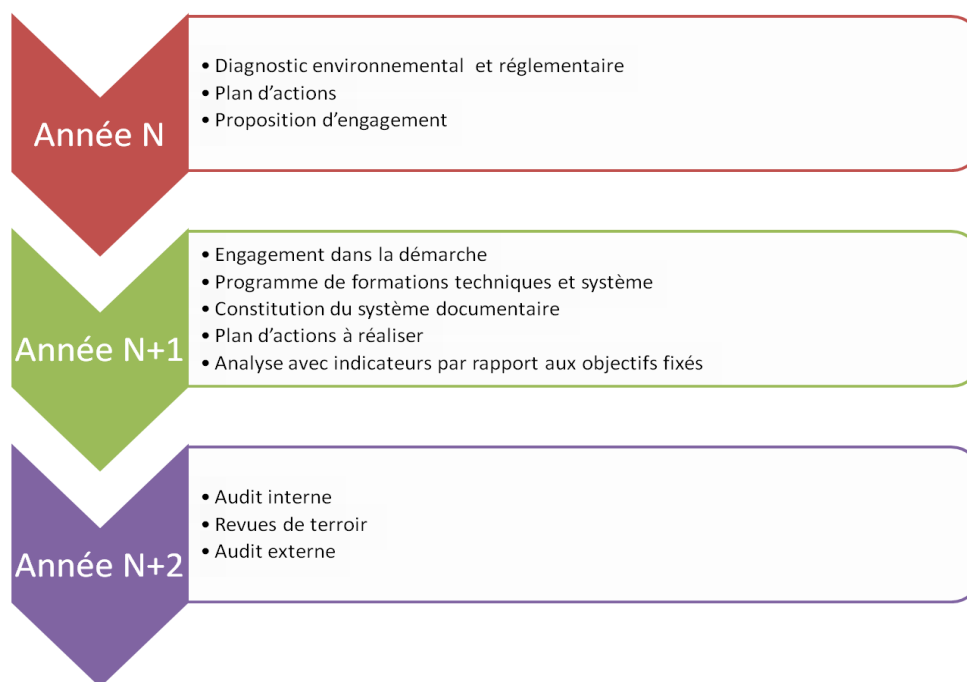 Année N
• Diagnostic environnemental et réglementaire
• Plan d'actions
• Proposition d'engagement
Année N+1
• Engagement dans la démarche
• Programme de formations techniques et système
• Constitution du système documentaire
• Plan d'actions à réaliser
• Analyse avec indicateurs par rapport aux objectifs fixés
Année N+2
• Audit interne
• Revues de terroir
• Audit externe